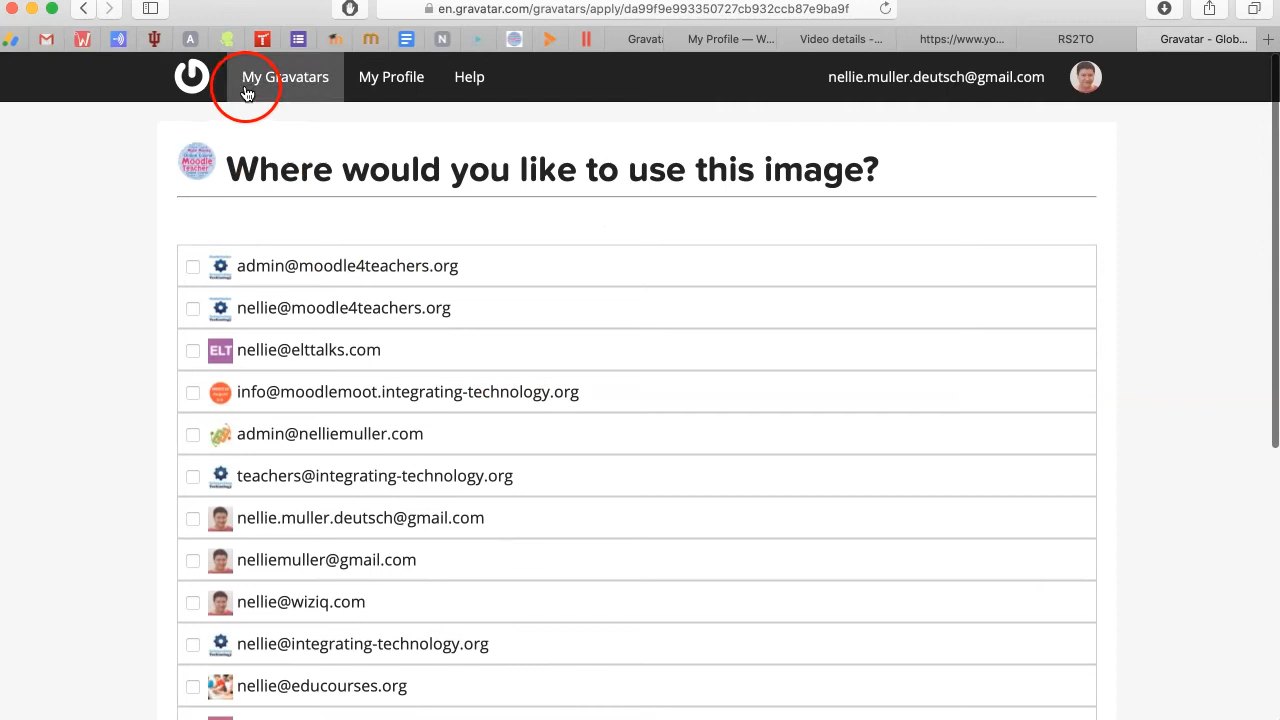 en.gravatar.com/gravatars/apply/da99f9e993350727cb932ccb87e9ba9f
Gravata
My Profile — W...
Video details -...
https://www.yo...
RS2TO
Gravatar - Glob...
My Gravatars
My Profile
Help
nellie.muller.deutsch@gmail.com
Moodle
Teacher
Where would you like to use this image?
admin@moodle4teachers.org
nellie@moodle4teachers.org
ELT
nellie@elttalks.com
info@moodlemoot.integrating-technology.org
admin@nelliemuller.com
teachers@integrating-technology.org
nellie.muller.deutsch@gmail.com
nelliemuller@gmail.com
nellie@wiziq.com
nellie@integrating-technology.org
nellie@educourses.org